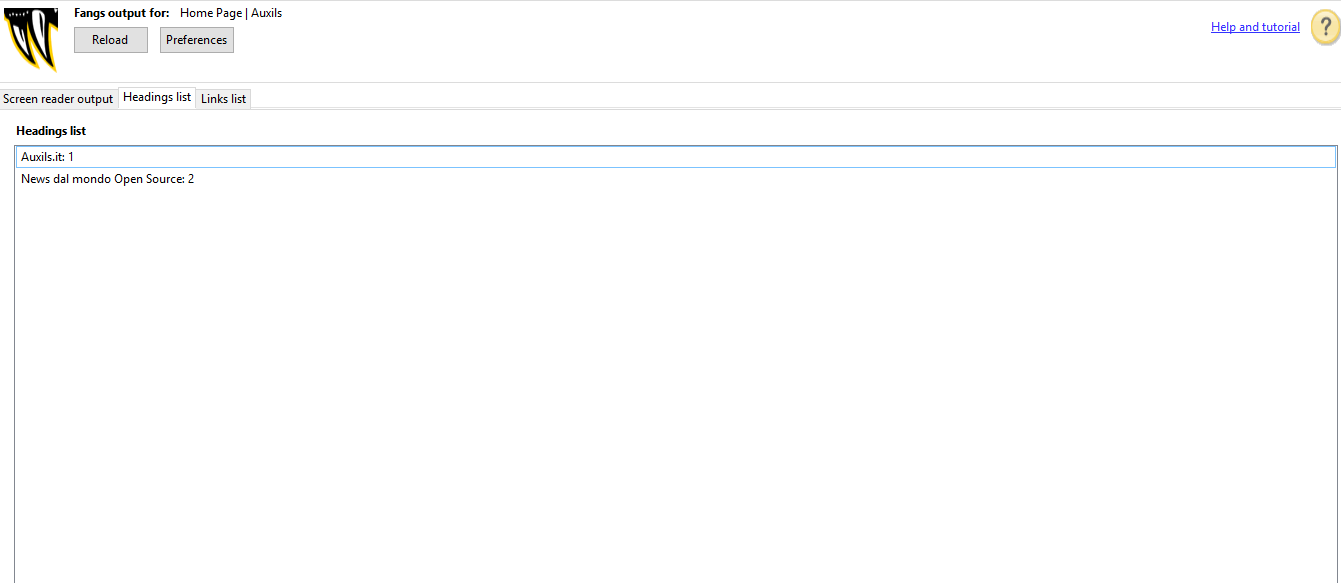 Fangs output for: Home Page | Auxils
Reload Preferences
Help and tutorial
?
Screen reader output Headings list Links list
Headings list
Auxils.it: 1
News dal mondo Open Source: 2